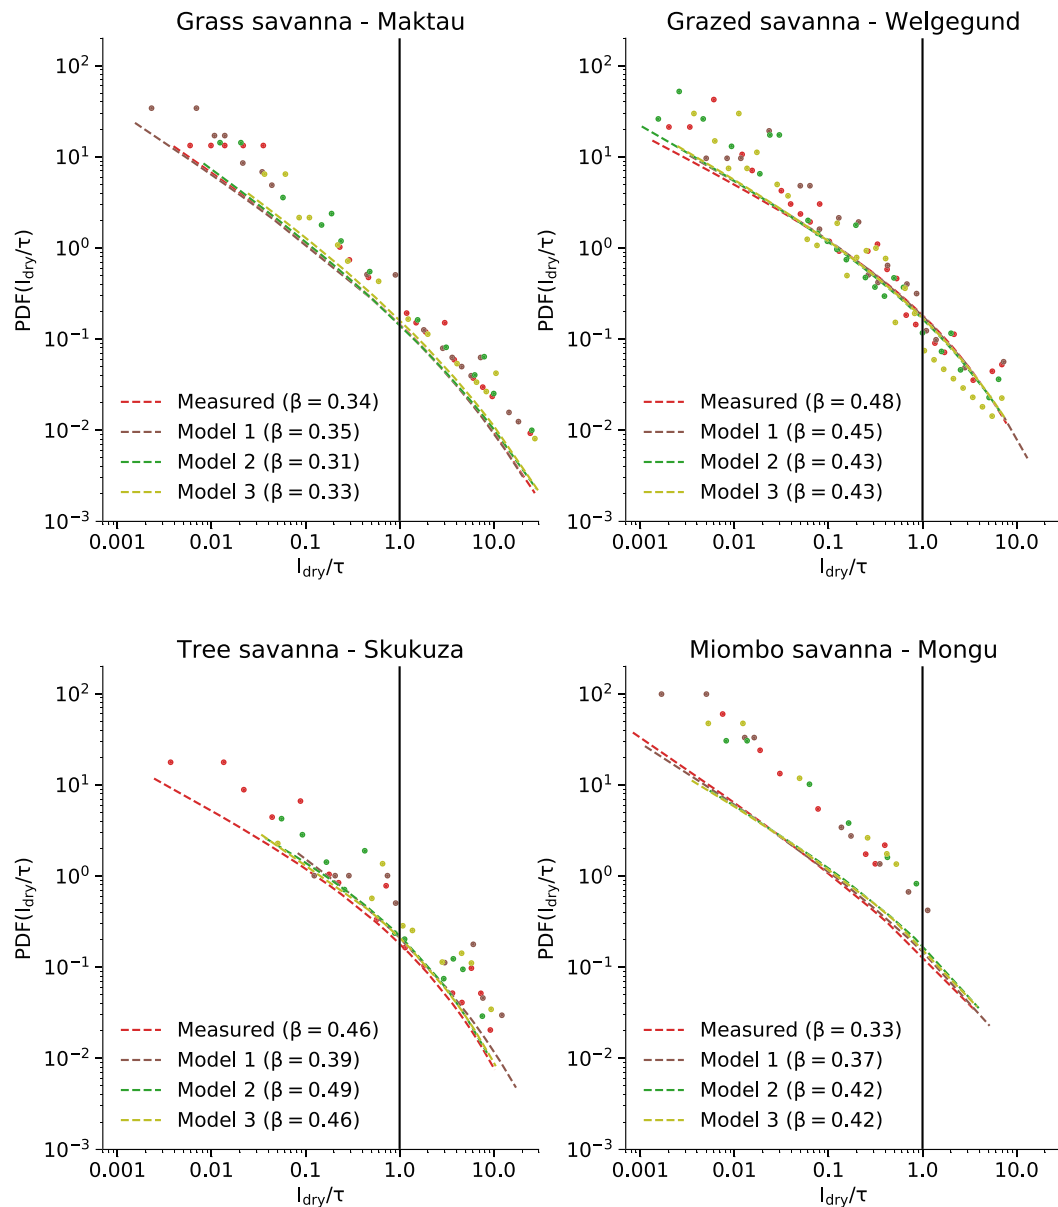 Grass savanna - Maktau
10²
10¹
10⁰
10⁻¹
10⁻²
10⁻³
PDF(I_dry/τ)
Measured (β = 0.34)
Model 1 (β = 0.35)
Model 2 (β = 0.31)
Model 3 (β = 0.33)
0.001 0.01 0.1 1.0 10.0
I_dry/τ
Grazed savanna - Welgegund
10²
10¹
10⁰
10⁻¹
10⁻²
10⁻³
PDF(I_dry/τ)
Measured (β = 0.48)
Model 1 (β = 0.45)
Model 2 (β = 0.43)
Model 3 (β = 0.43)
0.001 0.01 0.1 1.0 10.0
I_dry/τ
Tree savanna - Skukuza
10²
10¹
10⁰
10⁻¹
10⁻²
10⁻³
PDF(I_dry/τ)
Measured (β = 0.46)
Model 1 (β = 0.39)
Model 2 (β = 0.49)
Model 3 (β = 0.46)
0.001 0.01 0.1 1.0 10.0
I_dry/τ
Miombo savanna - Mongu
10²
10¹
10⁰
10⁻¹
10⁻²
10⁻³
PDF(I_dry/τ)
Measured (β = 0.33)
Model 1 (β = 0.37)
Model 2 (β = 0.42)
Model 3 (β = 0.42)
0.001 0.01 0.1 1.0 10.0
I_dry/τ